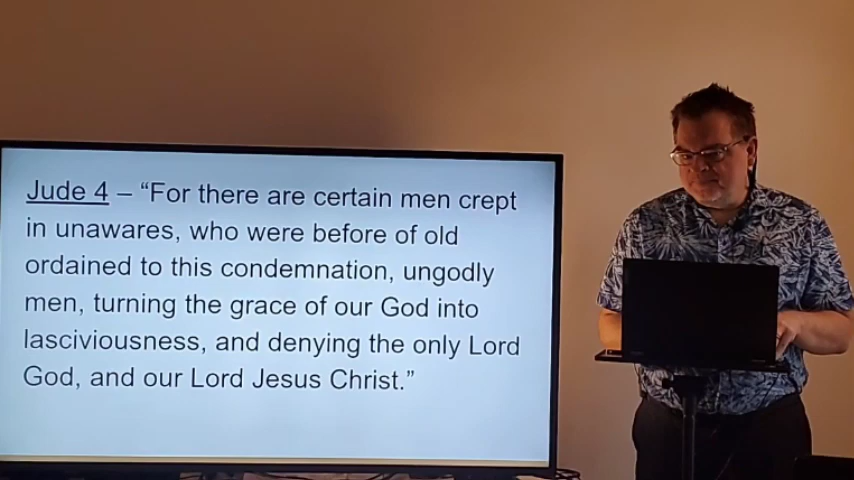 Jude 4 – “For there are certain men crept
in unawares, who were before of old
ordained to this condemnation, ungodly
men, turning the grace of our God into
lasciviousness, and denying the only Lord
God, and our Lord Jesus Christ.”